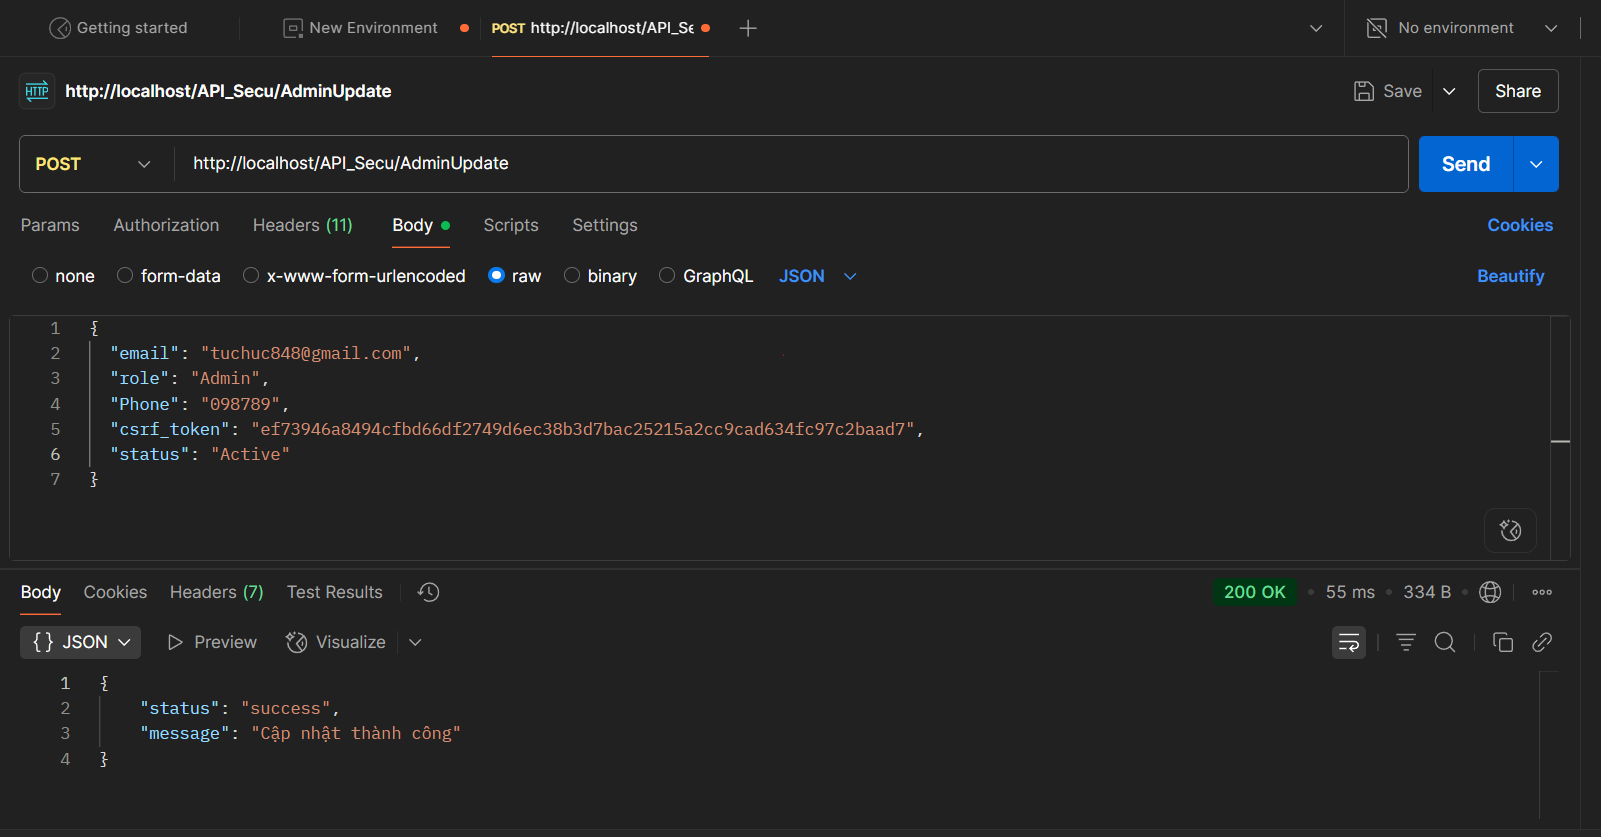 Getting started
New Environment
POST http://localhost/API_Se
No environment
HTTP http://localhost/API_Secu/AdminUpdate
Save
Share
POST
http://localhost/API_Secu/AdminUpdate
Send
Params Authorization Headers (11) Body Scripts Settings
Cookies
none form-data x-www-form-urlencoded raw binary GraphQL JSON
Beautify
1 {
2 "email": "tuchuc848@gmail.com",
3 "role": "Admin",
4 "Phone": "098789",
5 "csrf_token": "ef73946a8494cfbd66df2749d6ec38b3d7bac25215a2cc9cad634fc97c2baad7",
6 "status": "Active"
7 }
Body Cookies Headers (7) Test Results
200 OK • 55 ms • 334 B
{} JSON Preview Visualize
1 {
2 "status": "success",
3 "message": "Cập nhật thành công"
4 }